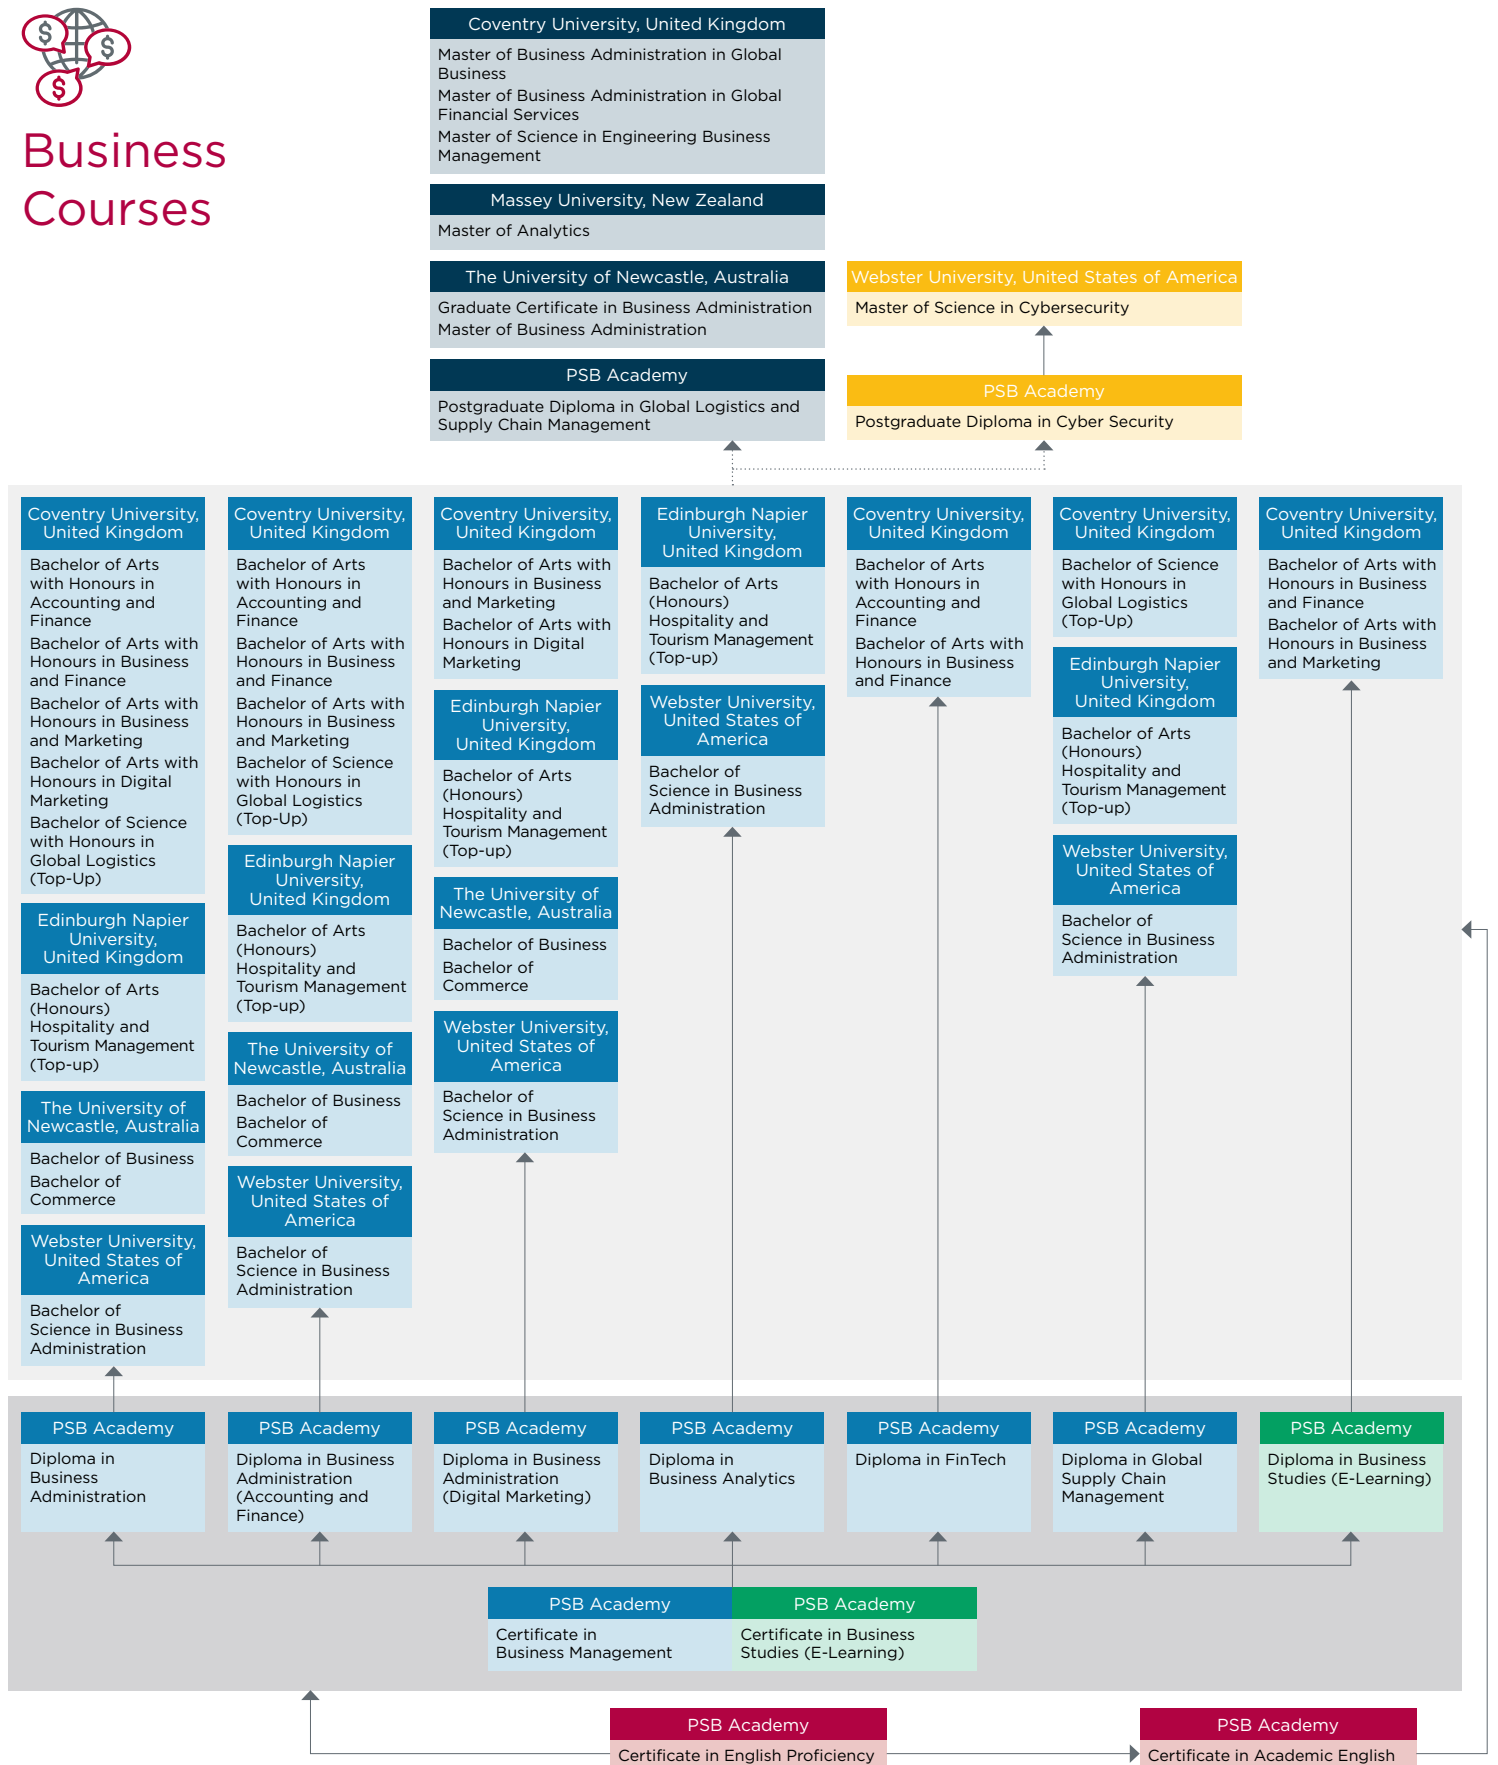 $
$
$
Business
Courses
Coventry University, United Kingdom
Master of Business Administration in Global
Business
Master of Business Administration in Global
Financial Services
Master of Science in Engineering Business
Management
Massey University, New Zealand
Master of Analytics
The University of Newcastle, Australia
Graduate Certificate in Business Administration
Master of Business Administration
PSB Academy
Postgraduate Diploma in Global Logistics and
Supply Chain Management
Webster University, United States of America
Master of Science in Cybersecurity
PSB Academy
Postgraduate Diploma in Cyber Security
Coventry University,
United Kingdom
Bachelor of Arts
with Honours in
Accounting and
Finance
Bachelor of Arts with
Honours in Business
and Finance
Bachelor of Arts with
Honours in Business
and Marketing
Bachelor of Arts with
Honours in Digital
Marketing
Bachelor of Science
with Honours in
Global Logistics
(Top-Up)
Edinburgh Napier
University,
United Kingdom
Bachelor of Arts
(Honours)
Hospitality and
Tourism Management
(Top-up)
The University of
Newcastle, Australia
Bachelor of Business
Bachelor of
Commerce
Webster University,
United States of
America
Bachelor of
Science in Business
Administration
Coventry University,
United Kingdom
Bachelor of Arts
with Honours in
Accounting and
Finance
Bachelor of Arts with
Honours in Business
and Finance
Bachelor of Arts with
Honours in Business
and Marketing
Bachelor of Science
with Honours in
Global Logistics
(Top-Up)
Edinburgh Napier
University,
United Kingdom
Bachelor of Arts
(Honours)
Hospitality and
Tourism Management
(Top-up)
The University of
Newcastle, Australia
Bachelor of Business
Bachelor of
Commerce
Webster University,
United States of
America
Bachelor of
Science in Business
Administration
Coventry University,
United Kingdom
Bachelor of Arts with
Honours in Business
and Marketing
Bachelor of Arts with
Honours in Digital
Marketing
Edinburgh Napier
University,
United Kingdom
Bachelor of Arts
(Honours)
Hospitality and
Tourism Management
(Top-up)
The University of
Newcastle, Australia
Bachelor of Business
Bachelor of
Commerce
Webster University,
United States of
America
Bachelor of
Science in Business
Administration
Edinburgh Napier
University,
United Kingdom
Bachelor of Arts
(Honours)
Hospitality and
Tourism Management
(Top-up)
Webster University,
United States of
America
Bachelor of
Science in Business
Administration
Coventry University,
United Kingdom
Bachelor of Arts
with Honours in
Accounting and
Finance
Bachelor of Arts with
Honours in Business
and Finance
Coventry University,
United Kingdom
Bachelor of Science
with Honours in
Global Logistics
(Top-Up)
Edinburgh Napier
University,
United Kingdom
Bachelor of Arts
(Honours)
Hospitality and
Tourism Management
(Top-up)
Webster University,
United States of
America
Bachelor of
Science in Business
Administration
Coventry University,
United Kingdom
Bachelor of Arts with
Honours in Business
and Finance
Bachelor of Arts with
Honours in Business
and Marketing
PSB Academy
Diploma in
Business
Administration
PSB Academy
Diploma in Business
Administration
(Accounting and
Finance)
PSB Academy
Diploma in Business
Administration
(Digital Marketing)
PSB Academy
Diploma in
Business Analytics
PSB Academy
Diploma in FinTech
PSB Academy
Diploma in Global
Supply Chain
Management
PSB Academy
Diploma in Business
Studies (E-Learning)
PSB Academy
Certificate in
Business Management
PSB Academy
Certificate in Business
Studies (E-Learning)
PSB Academy
Certificate in English Proficiency
PSB Academy
Certificate in Academic English